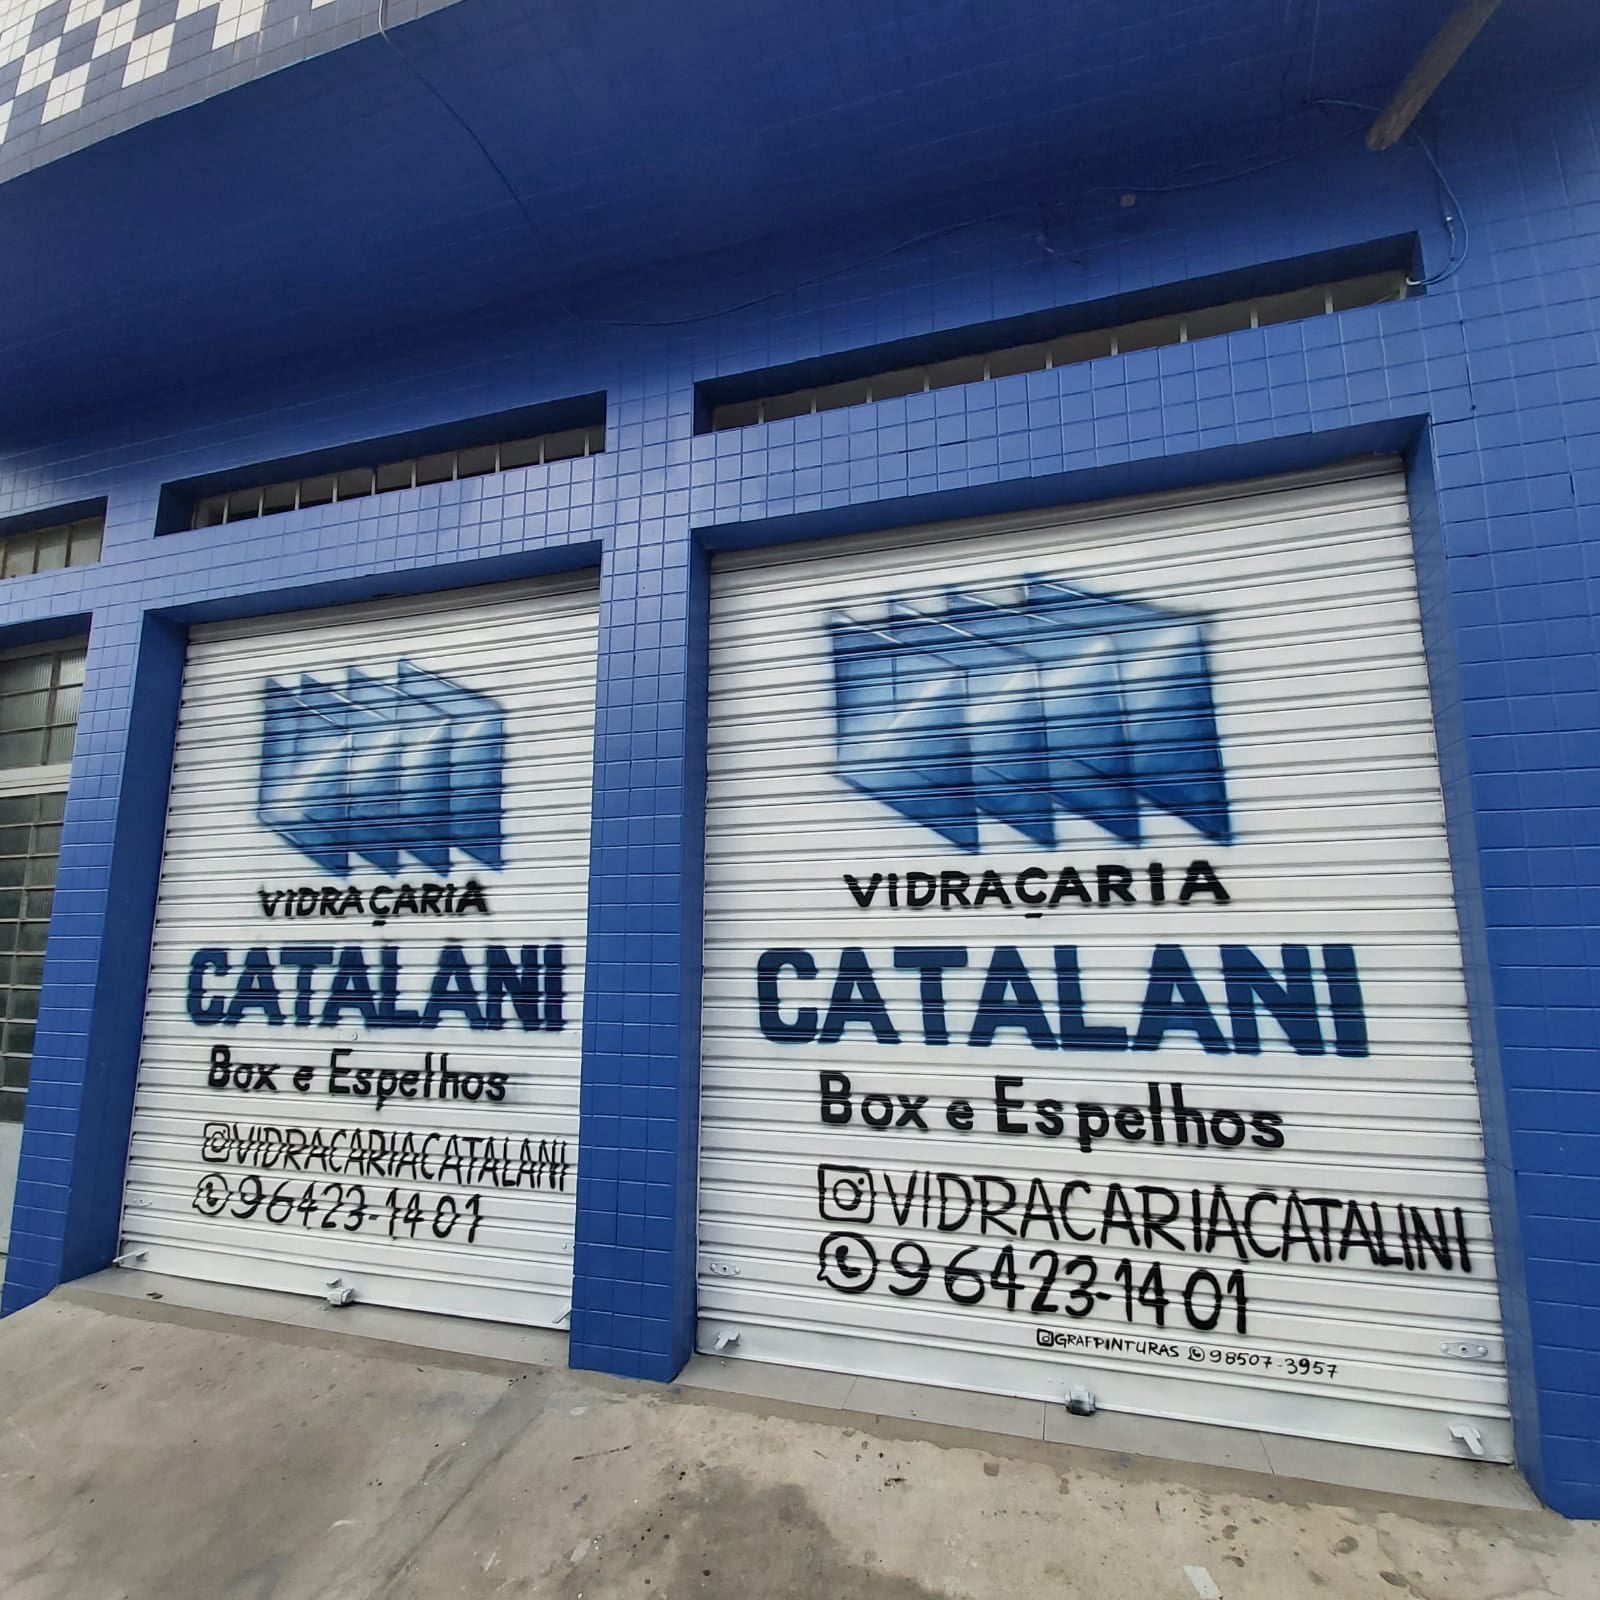 VIDRAÇARIA
CATALANI
Box e Espelhos
VIDRACARIACATALANI
96423-1401
VIDRAÇARIA
CATALANI
Box e Espelhos
VIDRACARIACATALINI
96423-1401
GRAFPINTURAS 98507-3957